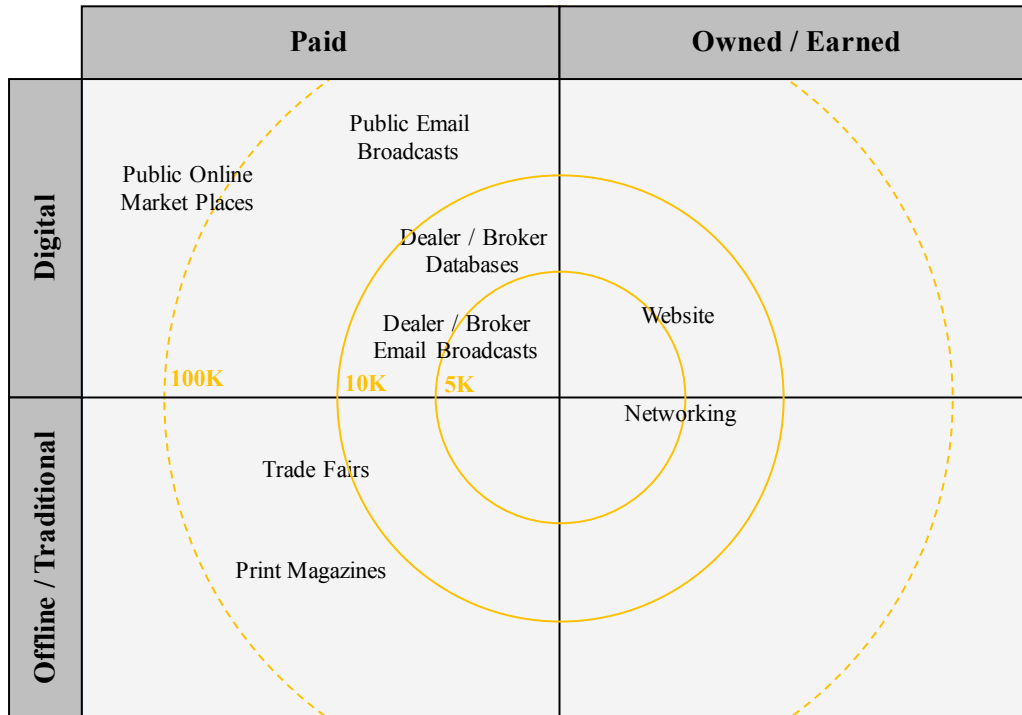 Paid
Owned / Earned
Digital
Public Email
Broadcasts
Public Online
Market Places
Dealer / Broker
Databases
Dealer / Broker
Email Broadcasts
Website
100K
10K
5K
Offline / Traditional
Networking
Trade Fairs
Print Magazines